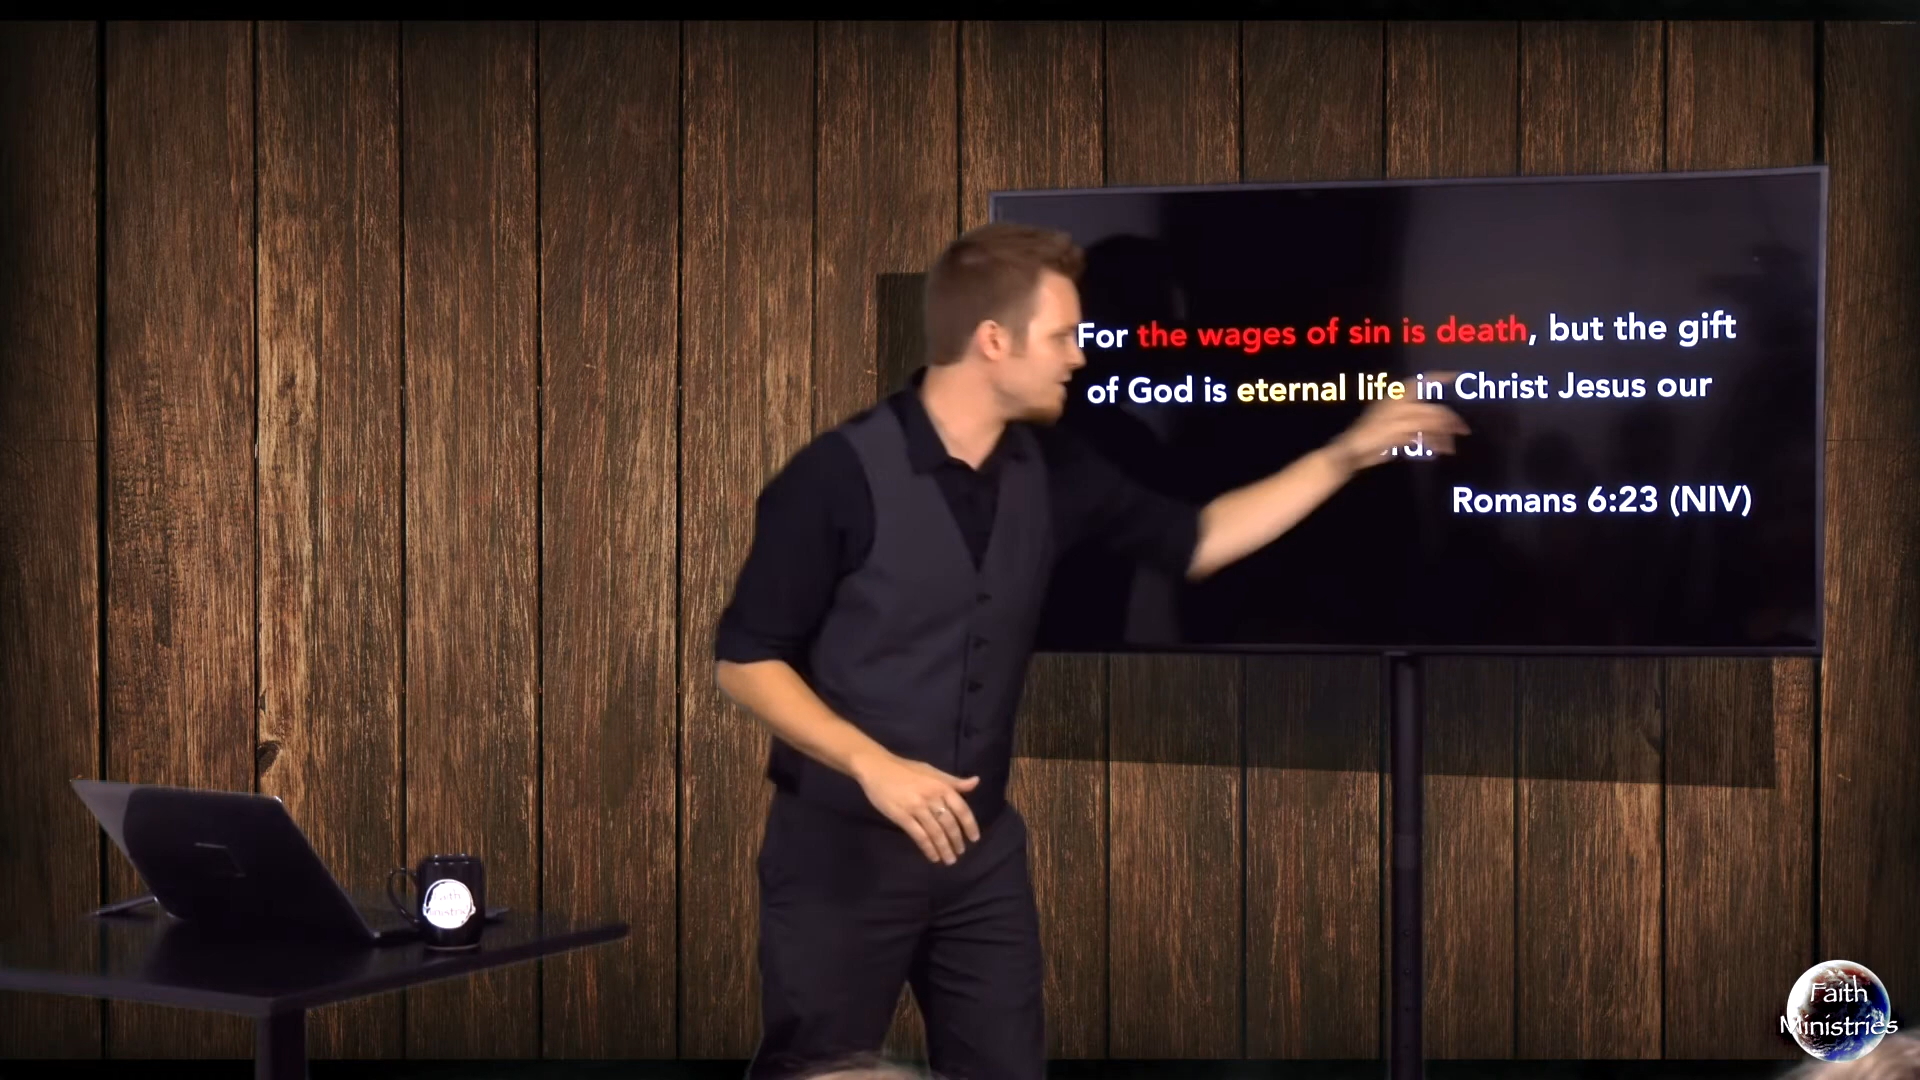 For the wages of sin is death, but the gift
of God is eternal life in Christ Jesus our
Romans 6:23 (NIV)
Faith
Ministries